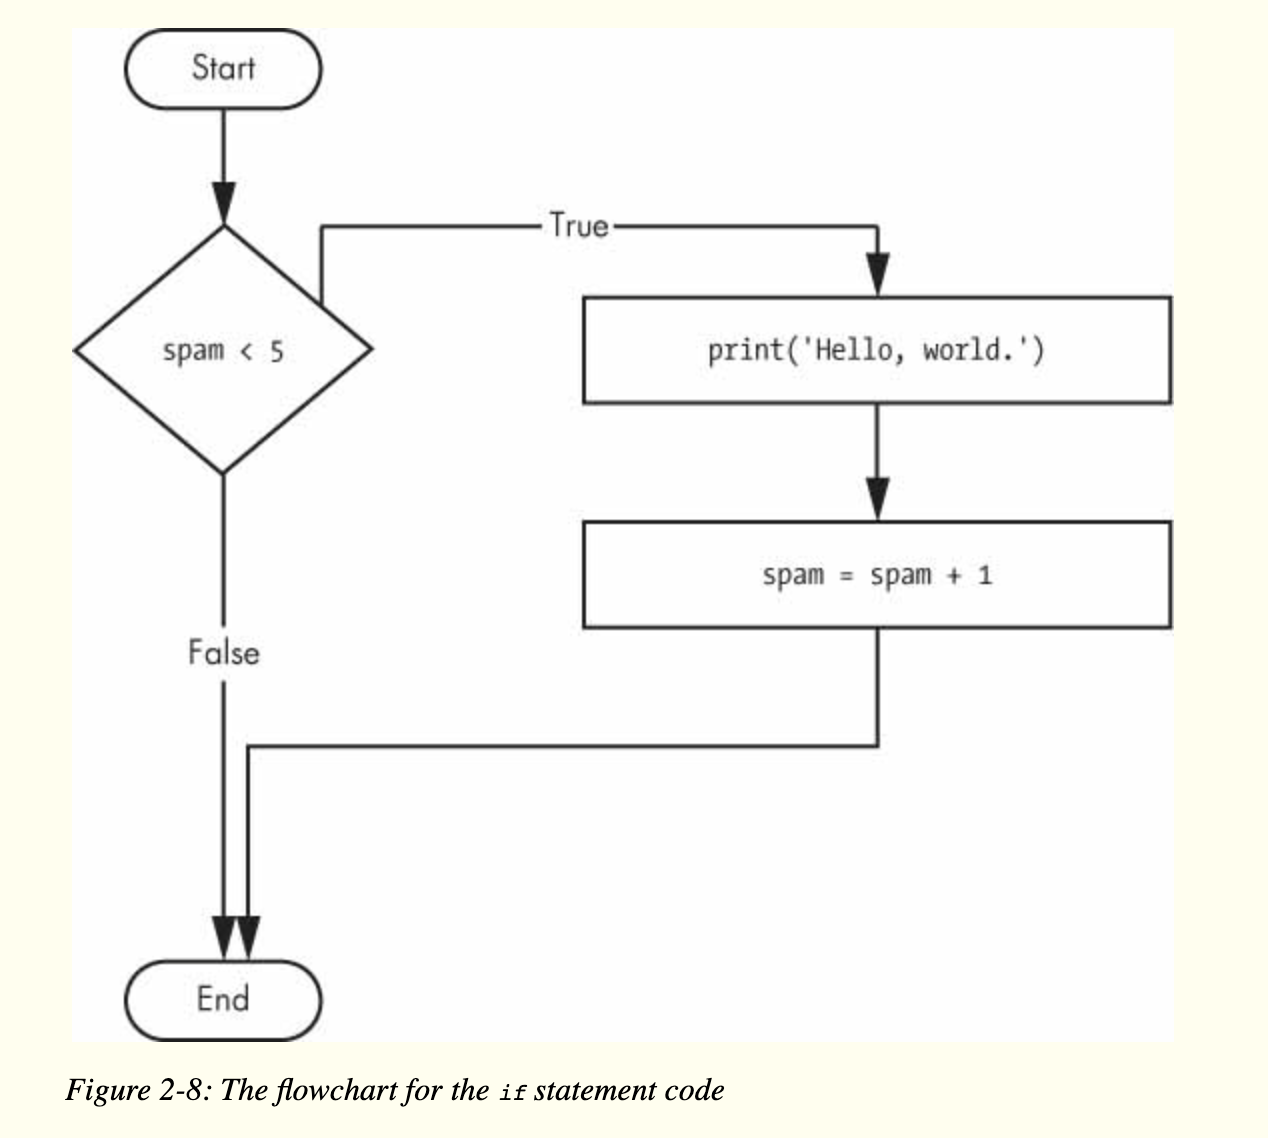 Start
True
spam < 5
print('Hello, world.')
spam = spam + 1
False
End
Figure 2-8: The flowchart for the if statement code